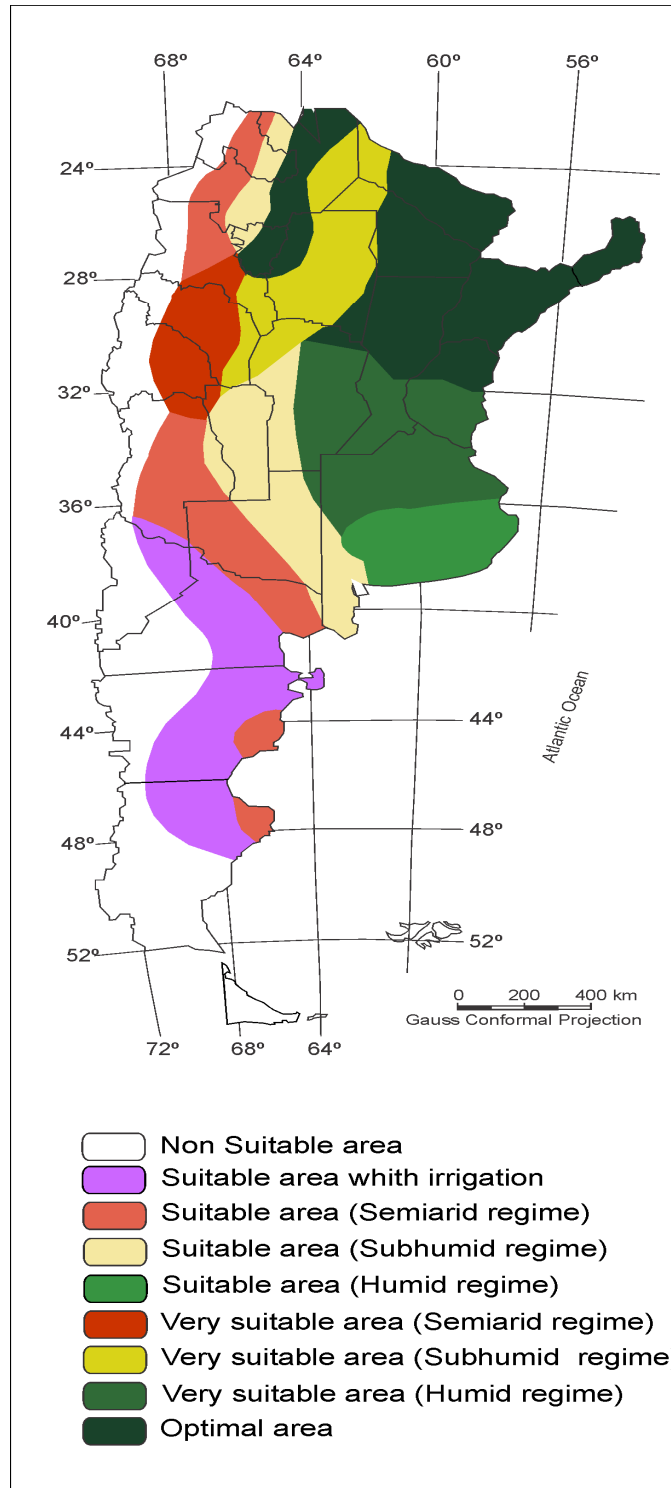 68º 64º 60º 56º
24º
28º
32º
36º
40º
44º 44º
Atlantic Ocean
48º 48º
52º 52º
0 200 400 km
Gauss Conformal Projection
72º 68º 64º
Non Suitable area
Suitable area whith irrigation
Suitable area (Semiarid regime)
Suitable area (Subhumid regime)
Suitable area (Humid regime)
Very suitable area (Semiarid regime)
Very suitable area (Subhumid regime
Very suitable area (Humid regime)
Optimal area